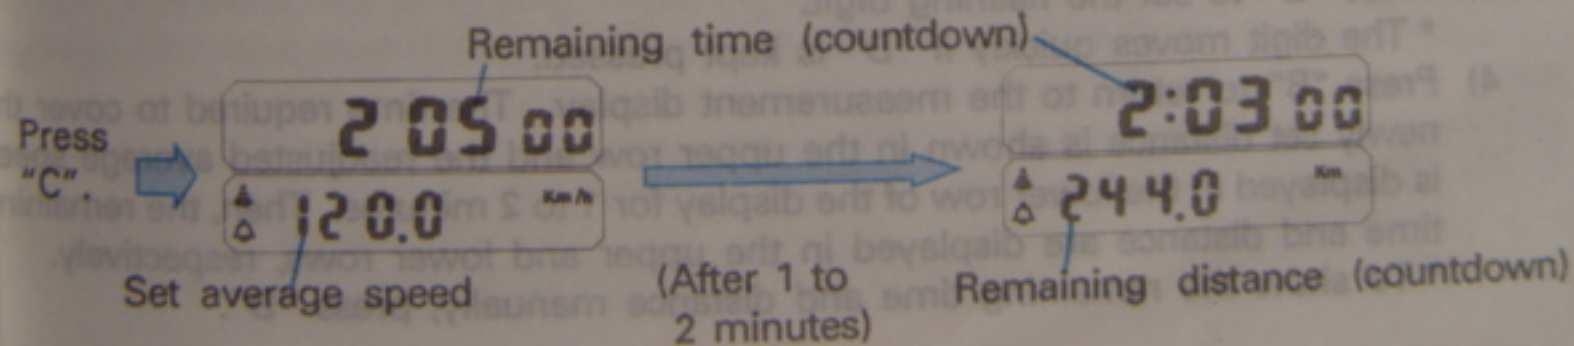 Remaining time (countdown)
Press
"C".
2 05 00
120.0 Km/h
2:03 00
244.0 Km
Set average speed
(After 1 to
2 minutes)
Remaining distance (countdown)